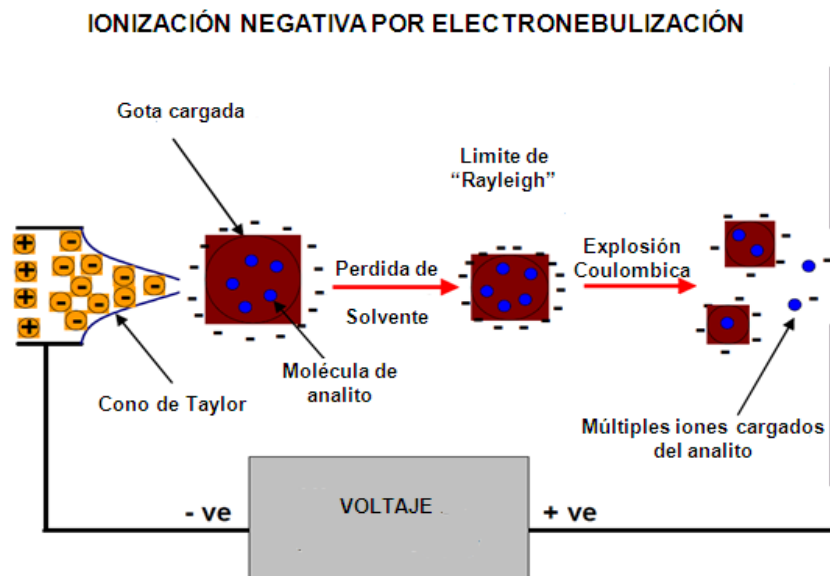 IONIZACIÓN NEGATIVA POR ELECTRONEBULIZACIÓN
Gota cargada
Limite de
“Rayleigh”
Perdida de
Solvente
Explosión
Coulombica
Molécula de
analito
Cono de Taylor
Múltiples iones cargados
del analito
- ve
VOLTAJE
+ ve